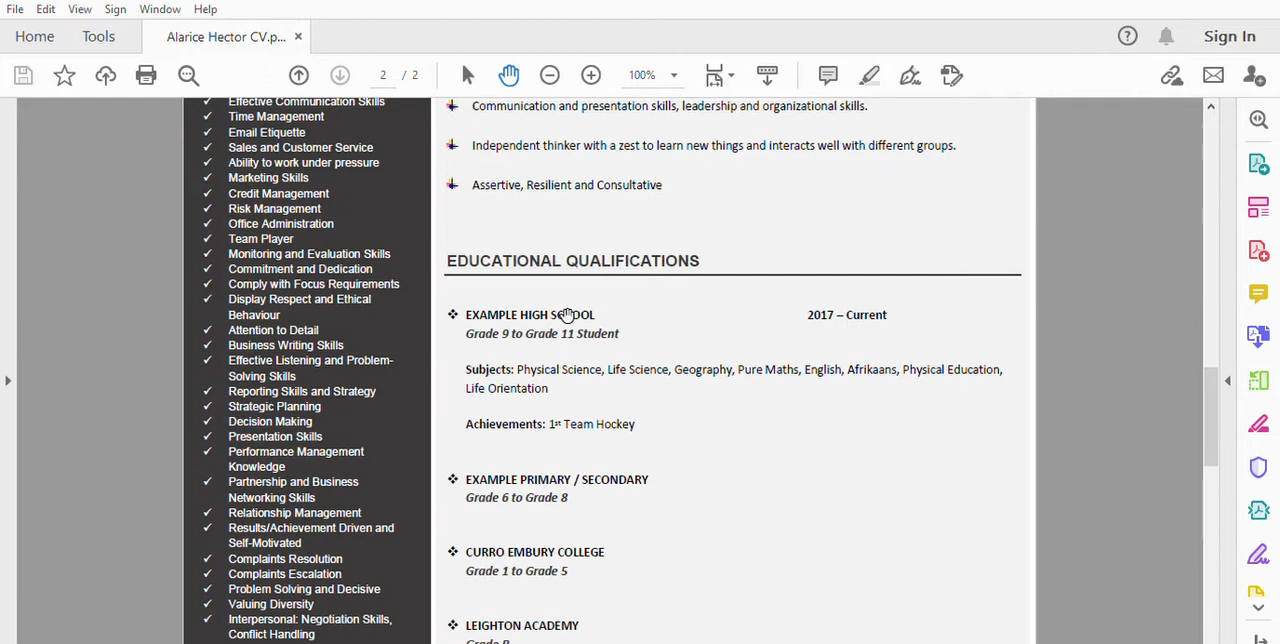 File Edit View Sign Window Help
Home Tools Alarice Hector CV.p... × Sign In
2 / 2 100%
Effective Communication Skills
Time Management
Email Etiquette
Sales and Customer Service
Ability to work under pressure
Marketing Skills
Credit Management
Risk Management
Office Administration
Team Player
Monitoring and Evaluation Skills
Commitment and Dedication
Comply with Focus Requirements
Display Respect and Ethical
Behaviour
Attention to Detail
Business Writing Skills
Effective Listening and Problem-
Solving Skills
Reporting Skills and Strategy
Strategic Planning
Decision Making
Presentation Skills
Performance Management
Knowledge
Partnership and Business
Networking Skills
Relationship Management
Results/Achievement Driven and
Self-Motivated
Complaints Resolution
Complaints Escalation
Problem Solving and Decisive
Valuing Diversity
Interpersonal: Negotiation Skills,
Conflict Handling
Communication and presentation skills, leadership and organizational skills.
Independent thinker with a zest to learn new things and interacts well with different groups.
Assertive, Resilient and Consultative
EDUCATIONAL QUALIFICATIONS
EXAMPLE HIGH SCHOOL 2017 – Current
Grade 9 to Grade 11 Student
Subjects: Physical Science, Life Science, Geography, Pure Maths, English, Afrikaans, Physical Education,
Life Orientation
Achievements: 1st Team Hockey
EXAMPLE PRIMARY / SECONDARY
Grade 6 to Grade 8
CURRO EMBURY COLLEGE
Grade 1 to Grade 5
LEIGHTON ACADEMY
Grade R